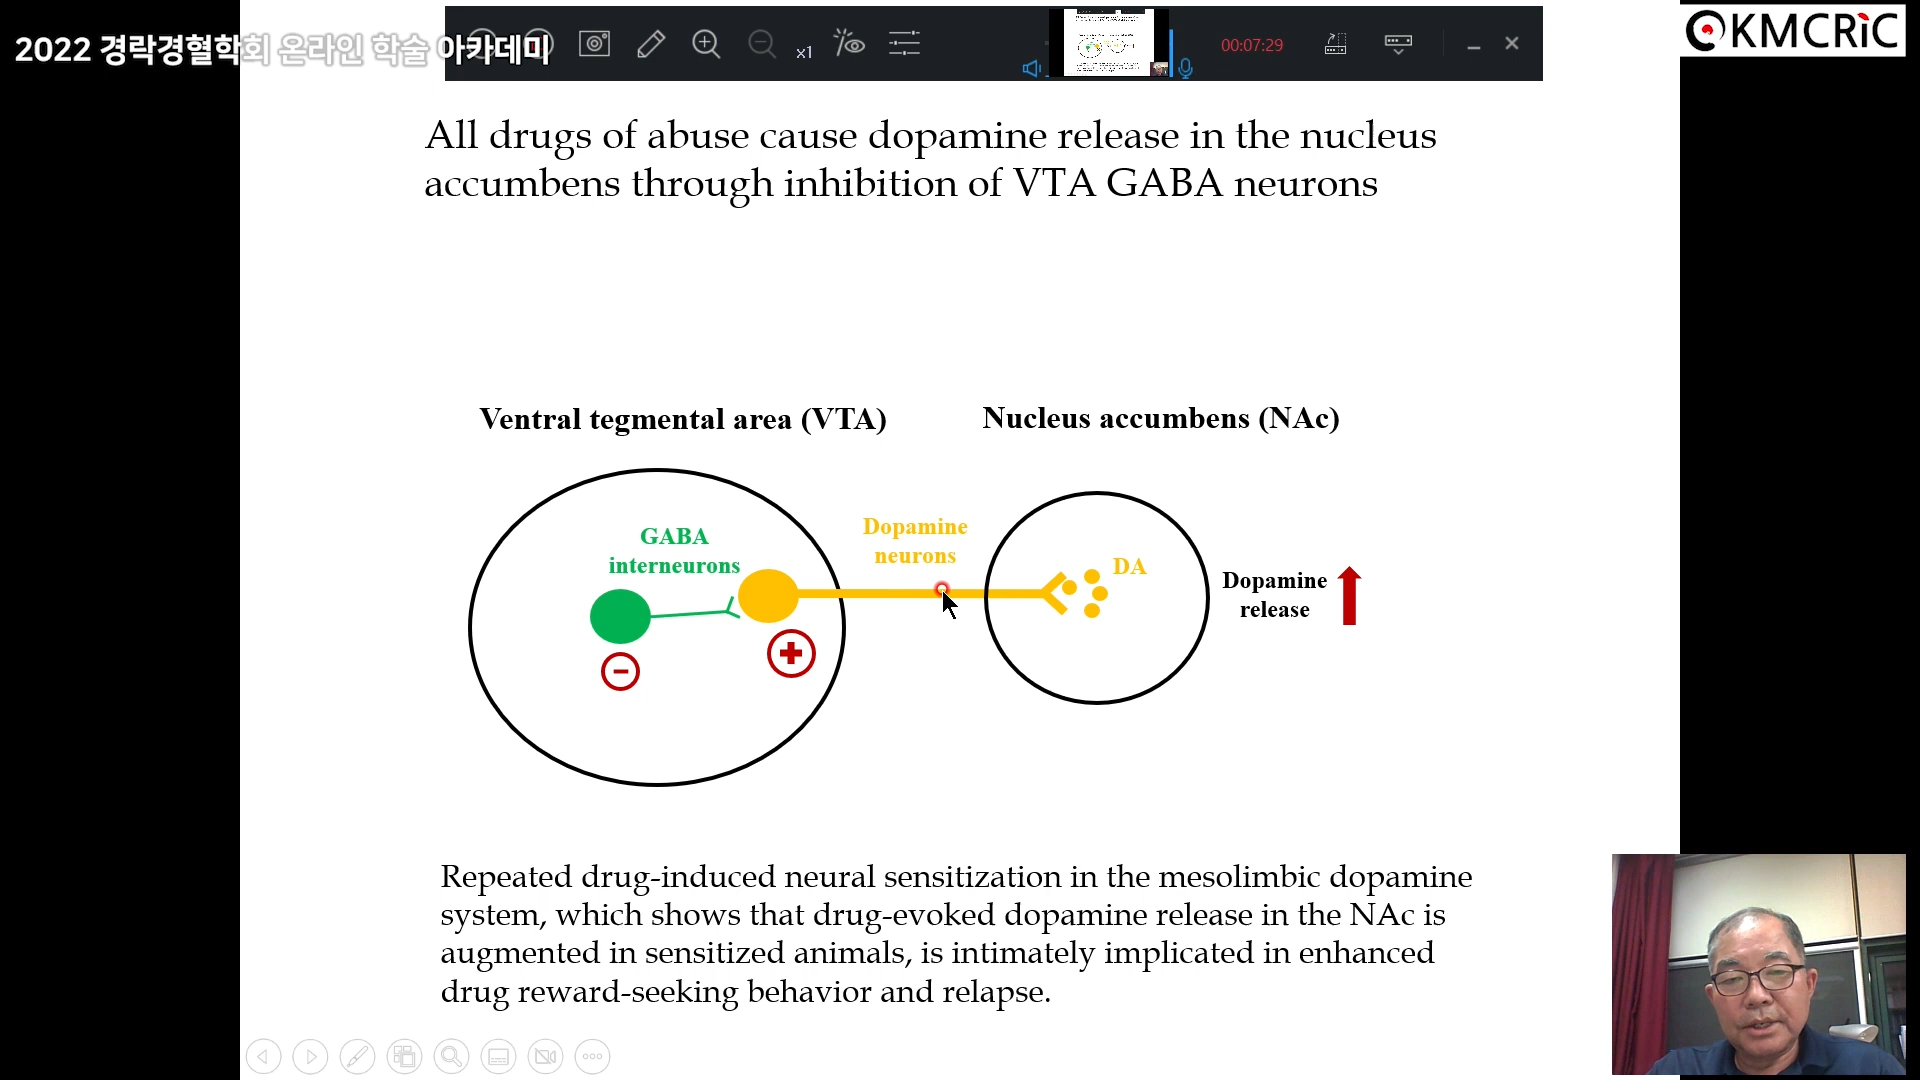 2022 경락경혈학회 온라인 학술 아카데미
x1
00:07:29
KMCRiC
All drugs of abuse cause dopamine release in the nucleus
accumbens through inhibition of VTA GABA neurons
Ventral tegmental area (VTA)
Nucleus accumbens (NAc)
GABA
interneurons
Dopamine
neurons
DA
Dopamine
release
Repeated drug-induced neural sensitization in the mesolimbic dopamine
system, which shows that drug-evoked dopamine release in the NAc is
augmented in sensitized animals, is intimately implicated in enhanced
drug reward-seeking behavior and relapse.